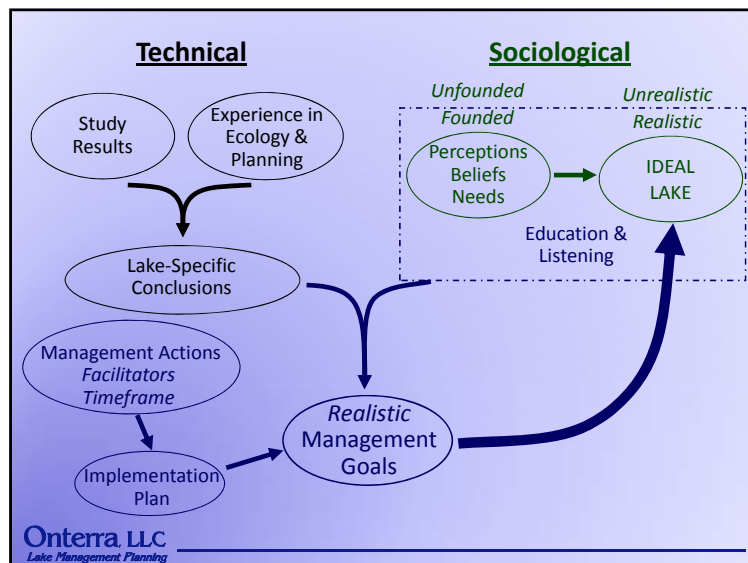 Technical
Sociological
Study
Results
Experience in
Ecology &
Planning
Unfounded
Founded
Perceptions
Beliefs
Needs
Unrealistic
Realistic
IDEAL
LAKE
Education &
Listening
Lake-Specific
Conclusions
Management Actions
Facilitators
Timeframe
Implementation
Plan
Realistic
Management
Goals
Onterra, LLC
Lake Management Planning